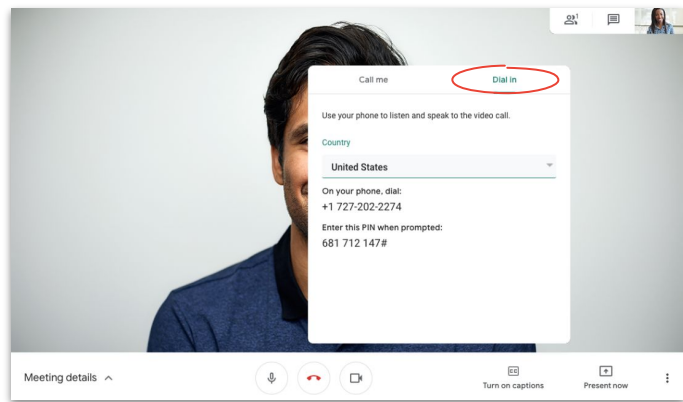 Call me
Dial in
Use your phone to listen and speak to the video call.
Country
United States
On your phone, dial:
+1 727-202-2274
Enter this PIN when prompted:
681 712 147#
Meeting details
CC
Turn on captions
Present now